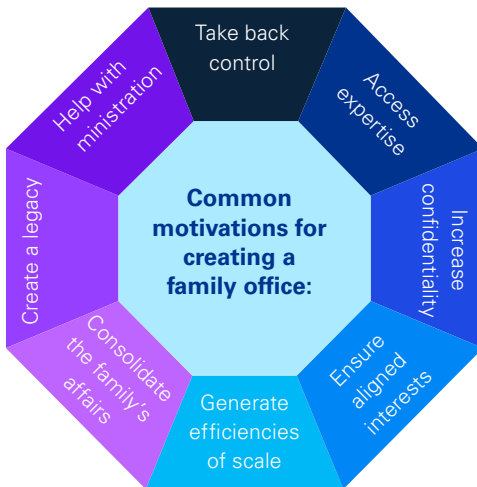 Common
motivations for
creating a
family office:
Take back
control
Access
expertise
Increase
confidentiality
Ensure
aligned
interests
Generate
efficiencies
of scale
Consolidate
the family's
affairs
Create a legacy
Help with
ministration